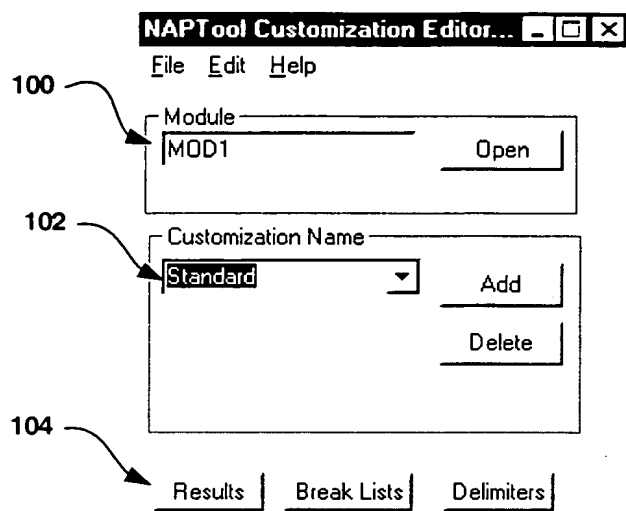 NAPTool Customization Editor...
File Edit Help
100
Module
MOD1
Open
102
Customization Name
Standard
Add
Delete
104
Results Break Lists Delimiters